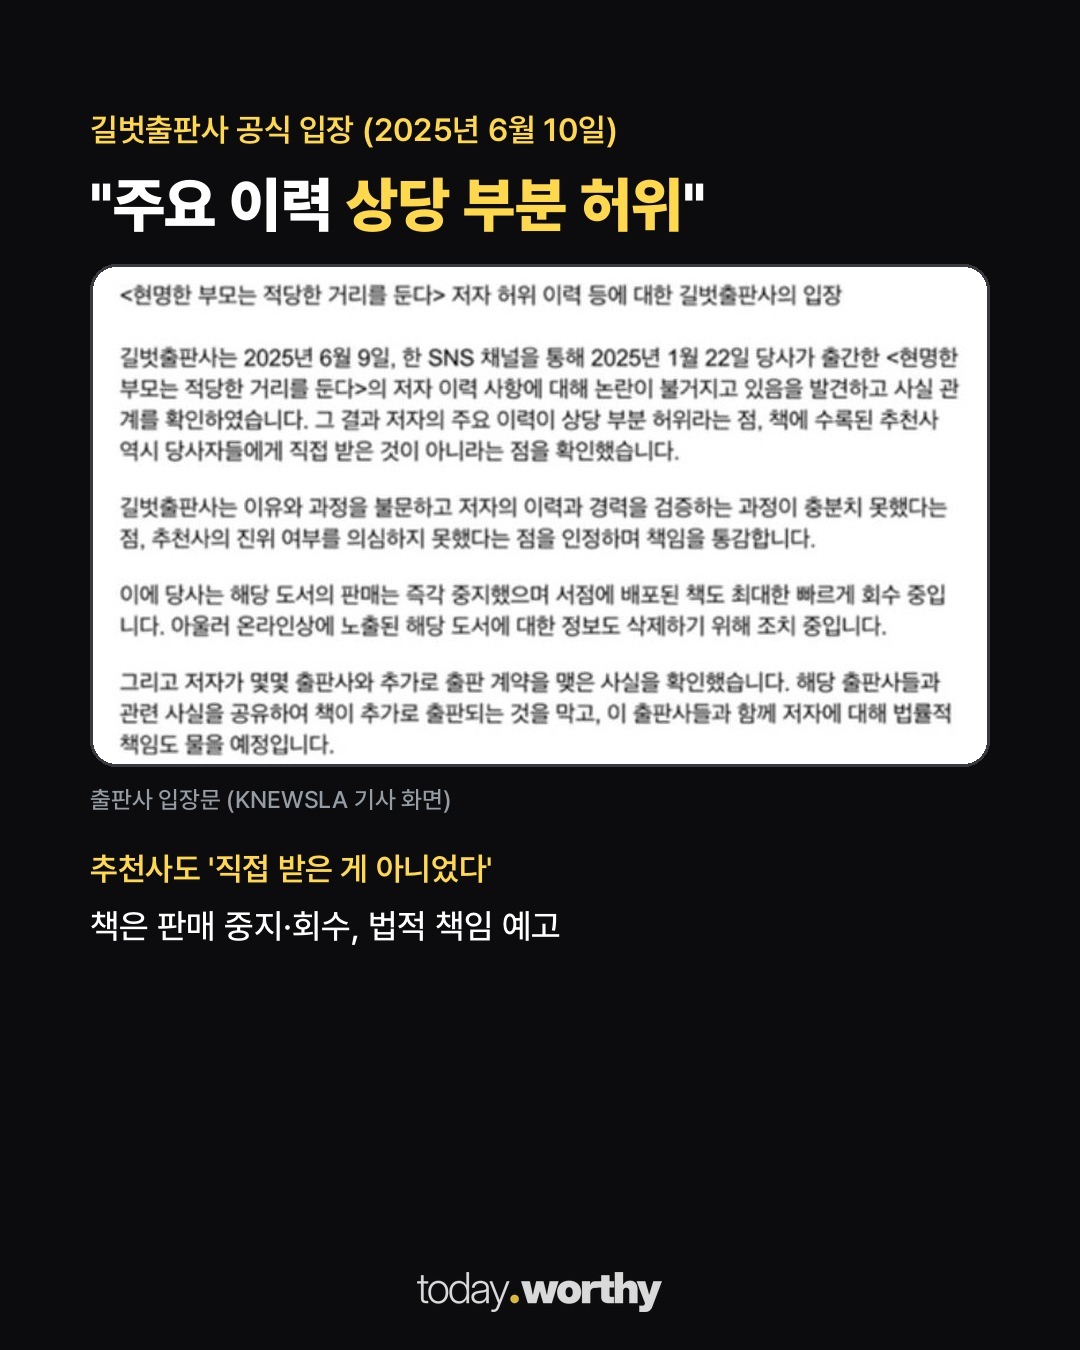 길벗출판사 공식 입장 (2025년 6월 10일)
"주요 이력 상당 부분 허위"
<현명한 부모는 적당한 거리를 둔다> 저자 허위 이력 등에 대한 길벗출판사의 입장
길벗출판사는 2025년 6월 9일, 한 SNS 채널을 통해 2025년 1월 22일 당사가 출간한 <현명한
부모는 적당한 거리를 둔다>의 저자 이력 사항에 대해 논란이 불거지고 있음을 발견하고 사실 관
계를 확인하였습니다. 그 결과 저자의 주요 이력이 상당 부분 허위라는 점, 책에 수록된 추천사
역시 당사자들에게 직접 받은 것이 아니라는 점을 확인했습니다.
길벗출판사는 이유와 과정을 불문하고 저자의 이력과 경력을 검증하는 과정이 충분치 못했다는
점, 추천사의 진위 여부를 의심하지 못했다는 점을 인정하며 책임을 통감합니다.
이에 당사는 해당 도서의 판매는 즉각 중지했으며 서점에 배포된 책도 최대한 빠르게 회수 중입
니다. 아울러 온라인상에 노출된 해당 도서에 대한 정보도 삭제하기 위해 조치 중입니다.
그리고 저자가 몇몇 출판사와 추가로 출판 계약을 맺은 사실을 확인했습니다. 해당 출판사들과
관련 사실을 공유하여 책이 추가로 출판되는 것을 막고, 이 출판사들과 함께 저자에 대해 법률적
책임도 물을 예정입니다.
출판사 입장문 (KNEWSLA 기사 화면)
추천사도 '직접 받은 게 아니었다'
책은 판매 중지·회수, 법적 책임 예고
today.worthy